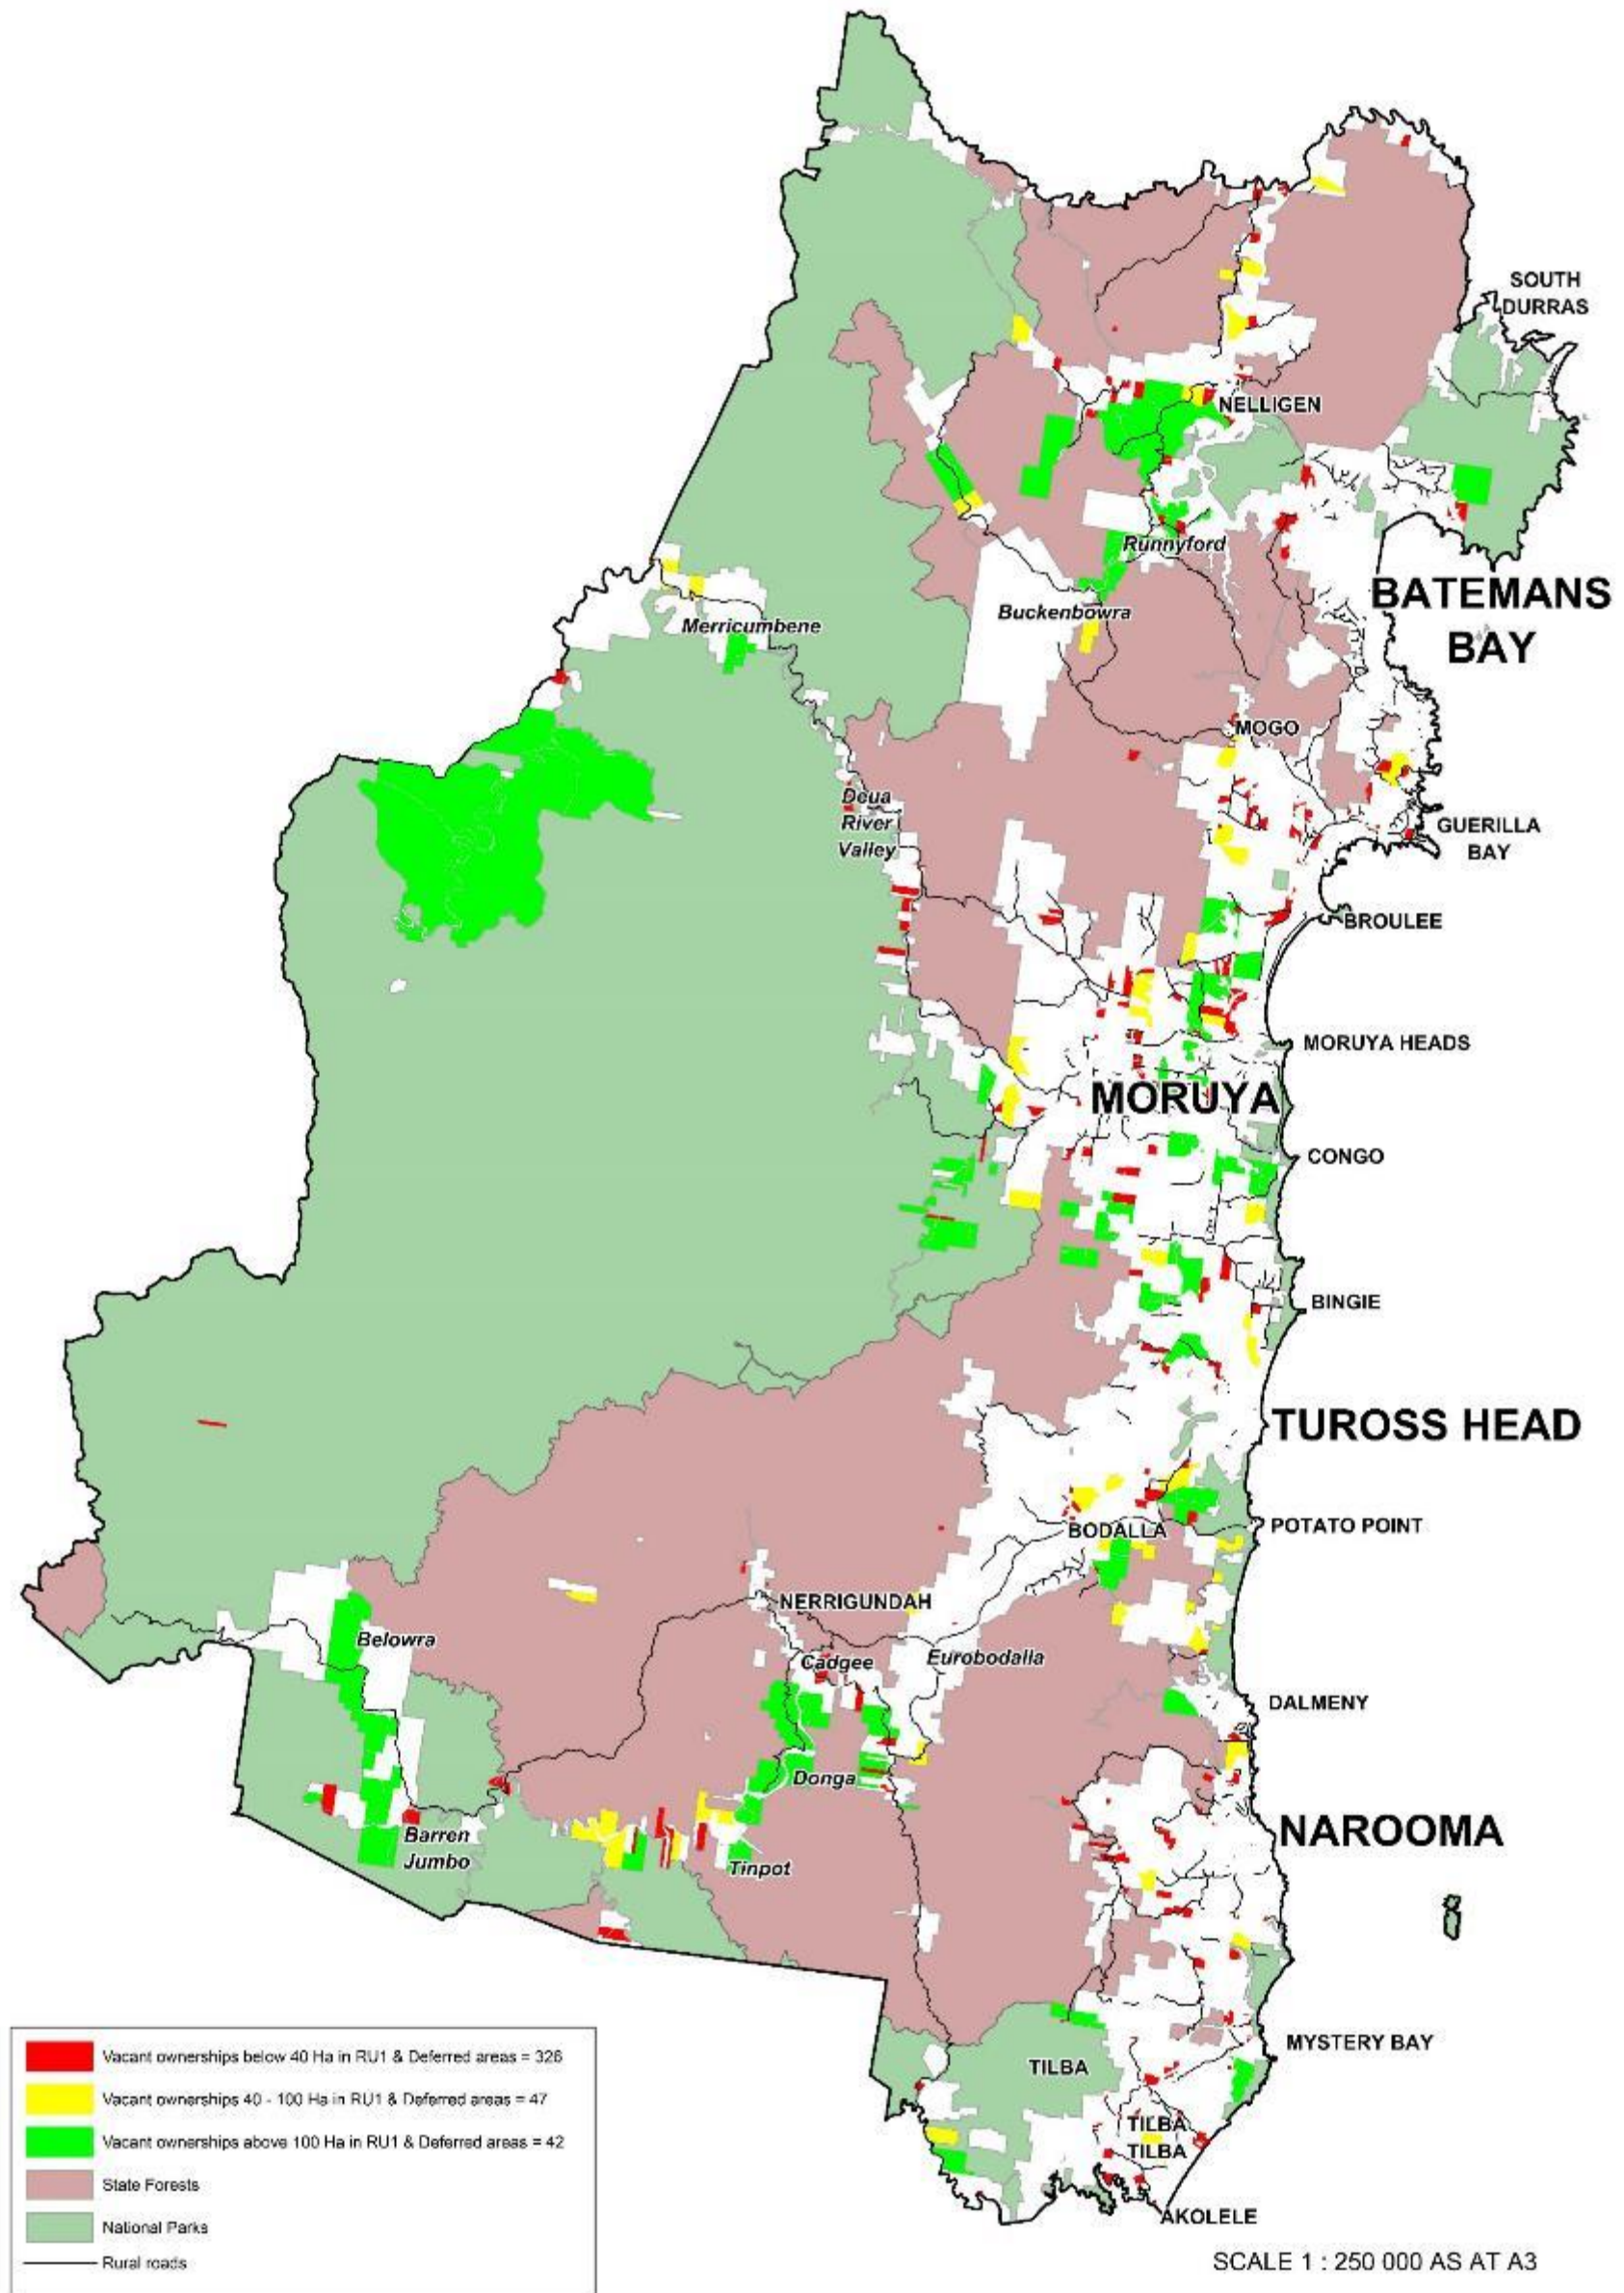 SOUTH
DURRAS
NELLIGEN
Runnyford
BATEMANS
BAY
Buckenbowra
Merricumbene
MOGO
Deua
River
Valley
GUERILLA
BAY
BROULEE
MORUYA HEADS
MORUYA
CONGO
BINGIE
TUROSS HEAD
BODALLA
POTATO POINT
NERRIGUNDAH
Belowra
Cadgee
Eurobodalla
DALMENY
Donga
NAROOMA
Barren
Jumbo
Tinpot
MYSTERY BAY
TILBA
TILBA
TILBA
AKOLELE
Vacant ownerships below 40 Ha in RU1 & Deferred areas = 326
Vacant ownerships 40 - 100 Ha in RU1 & Deferred areas = 47
Vacant ownerships above 100 Ha in RU1 & Deferred areas = 42
State Forests
National Parks
Rural roads
SCALE 1 : 250 000 AS AT A3